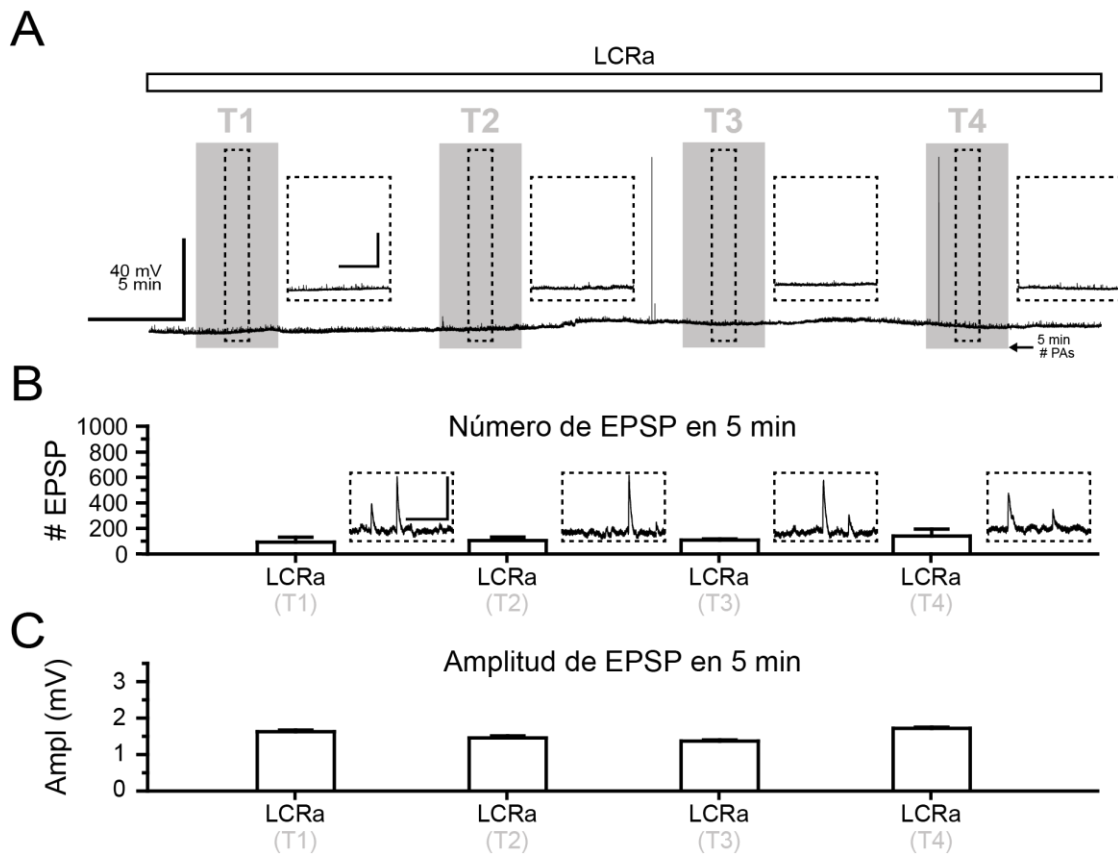 A
LCRa
T1 T2 T3 T4
40 mV
5 min
5 min
# PAs
B
Número de EPSP en 5 min
# EPSP
1000
800
600
400
200
0
LCRa LCRa LCRa LCRa
(T1) (T2) (T3) (T4)
C
Amplitud de EPSP en 5 min
Ampl (mV)
3
2
1
0
LCRa LCRa LCRa LCRa
(T1) (T2) (T3) (T4)